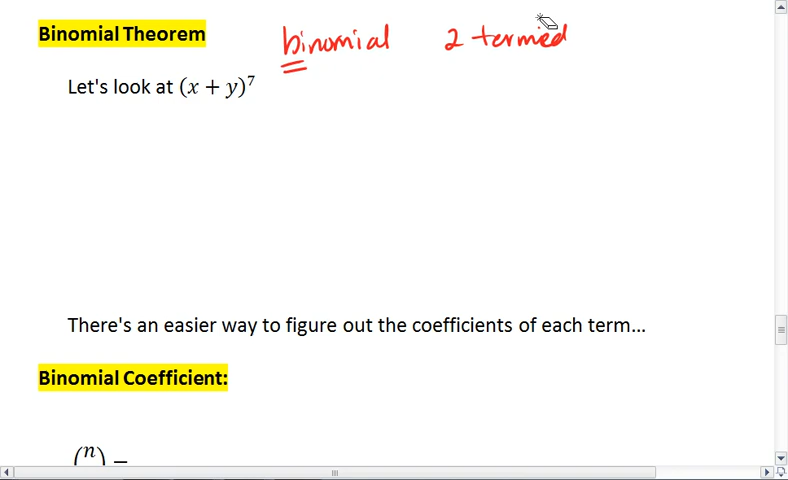 Binomial Theorem binomial 2 termed
Let's look at (x + y)⁷
There's an easier way to figure out the coefficients of each term...
Binomial Coefficient:
(n) =